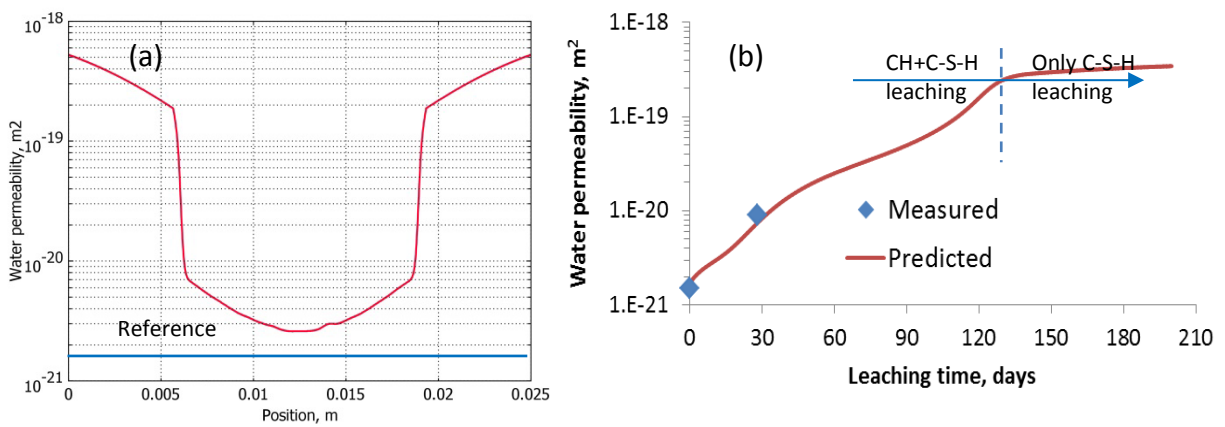 (a)
10^-18
10^-19
10^-20
10^-21
Water permeability, m2
Reference
0 0.005 0.01 0.015 0.02 0.025
Position, m
(b)
1.E-18
1.E-19
1.E-20
1.E-21
Water permeability, m²
CH+C-S-H
leaching
Only C-S-H
leaching
Measured
Predicted
0 30 60 90 120 150 180 210
Leaching time, days